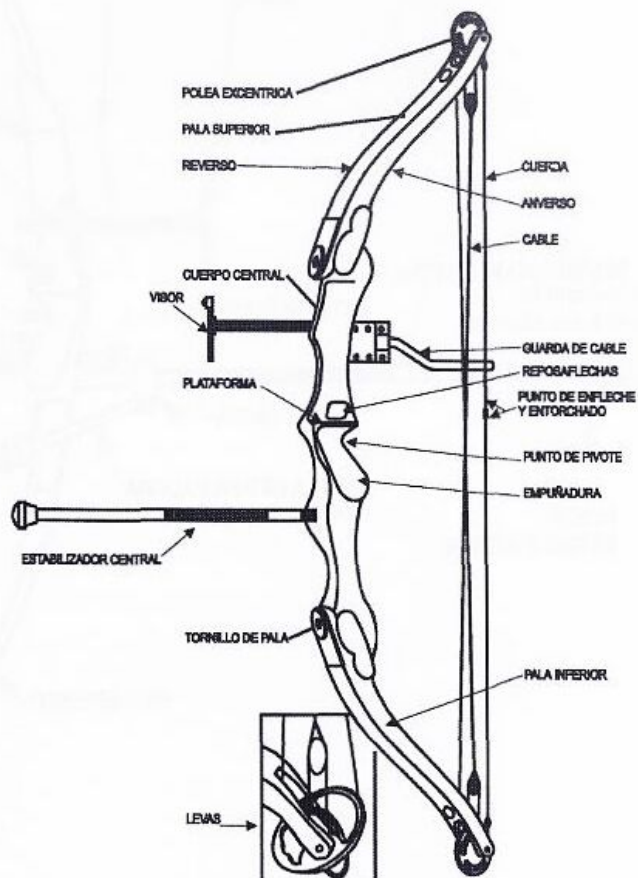 POLEA EXCENTRICA
PALA SUPERIOR
REVERSO
CUERDA
ANVERSO
CABLE
CUERPO CENTRAL
VISOR
GUARDA DE CABLE
REPOSAFLECHAS
PLATAFORMA
PUNTO DE ENFLECHE
Y ENTORCHADO
PUNTO DE PIVOTE
EMPUÑADURA
ESTABILIZADOR CENTRAL
TORNILLO DE PALA
PALA INFERIOR
LEVAS